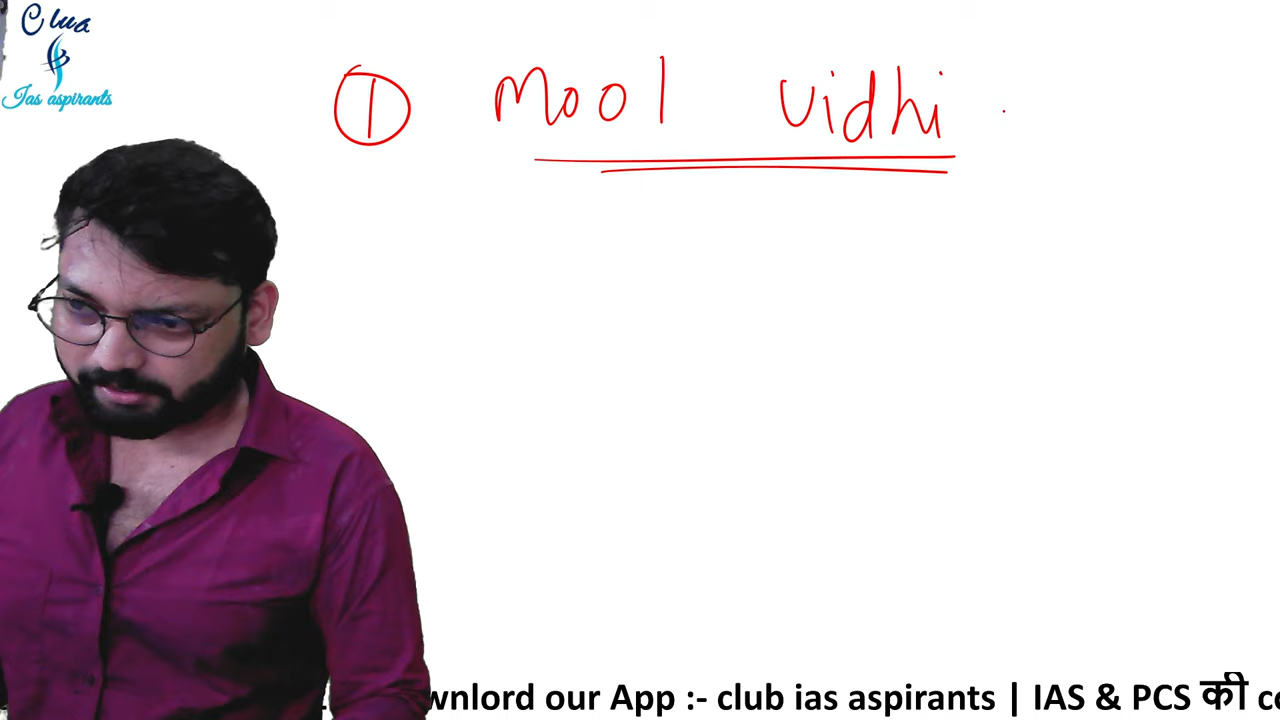 Club
Ias aspirants
① Mool vidhi
wnlord our App :- club ias aspirants | IAS & PCS की